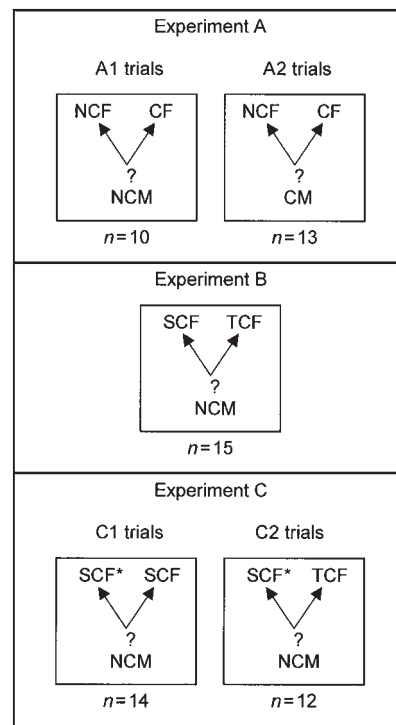 Experiment A
A1 trials A2 trials
NCF CF NCF CF
? ?
NCM CM
n=10 n=13
Experiment B
SCF TCF
?
NCM
n=15
Experiment C
C1 trials C2 trials
SCF* SCF SCF* TCF
? ?
NCM NCM
n=14 n=12